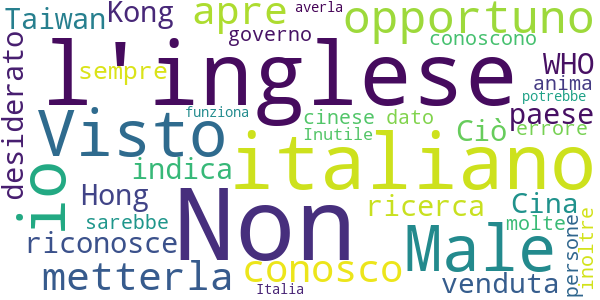 Taiwan Kong apre opportuno averla
governo conoscono
l'inglese WHO
sempre anima
potrebbe
desiderato Visto funziona cinese dato paese
Inutile Ciò errore
io indica italiano
Hong Non ricerca Cina
sarebbe molte
riconosce Male persone inoltre
metterla conosco venduta
Italia